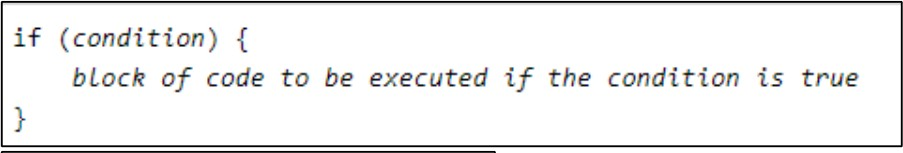 if (condition) {
    block of code to be executed if the condition is true
}